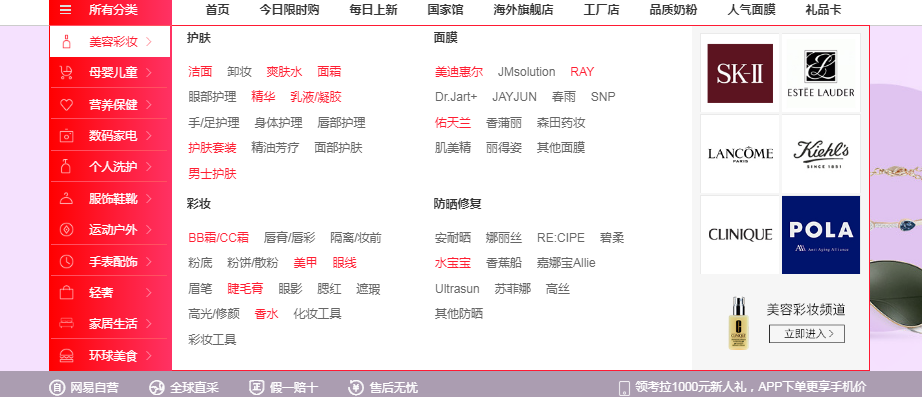 所有分类 首页 今日限时购 每日上新 国家馆 海外旗舰店 工厂店 品质奶粉 人气面膜 礼品卡
美容彩妆
母婴儿童
营养保健
数码家电
个人洗护
服饰鞋靴
运动户外
手表配饰
轻奢
家居生活
环球美食
护肤
洁面 卸妆 爽肤水 面霜
眼部护理 精华 乳液/凝胶
手/足护理 身体护理 唇部护理
护肤套装 精油芳疗 面部护肤
男士护肤
面膜
美迪惠尔 JMsolution RAY
Dr.Jart+ JAYJUN 春雨 SNP
佑天兰 香蒲丽 森田药妆
肌美精 丽得姿 其他面膜
彩妆
BB霜/CC霜 唇膏/唇彩 隔离/妆前
粉底 粉饼/散粉 美甲 眼线
眉笔 睫毛膏 眼影 腮红 遮瑕
高光/修颜 香水 化妆工具
彩妆工具
防晒修复
安耐晒 娜丽丝 RE:CIPE 碧柔
水宝宝 香蕉船 嘉娜宝Allie
Ultrasun 苏菲娜 高丝
其他防晒
SK-II
ESTĒE LAUDER
LANCÔME
PARIS
Kiehl's
SINCE 1851
CLINIQUE
POLA
Anti Aging Alliance
CLINIQUE
美容彩妆频道
立即进入
自 网易自营 全球直采 正 假一赔十 ¥ 售后无忧 领考拉1000元新人礼，APP下单更享手机价